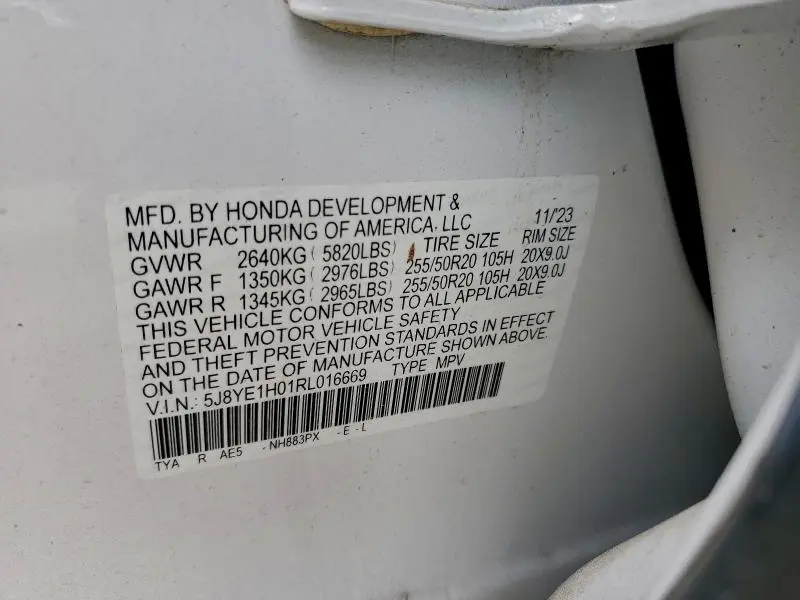 MFD. BY HONDA DEVELOPMENT &
MANUFACTURING OF AMERICA, LLC 11/'23
GVWR 2640KG ( 5820LBS) TIRE SIZE RIM SIZE
GAWR F 1350KG ( 2976LBS) 255/50R20 105H 20X9.0J
GAWR R 1345KG ( 2965LBS) 255/50R20 105H 20X9.0J
THIS VEHICLE CONFORMS TO ALL APPLICABLE
FEDERAL MOTOR VEHICLE SAFETY
AND THEFT PREVENTION STANDARDS IN EFFECT
ON THE DATE OF MANUFACTURE SHOWN ABOVE.
V.I.N.: 5J8YE1H01RL016669 TYPE MPV
TYA R AE5 - NH883PX - E - L